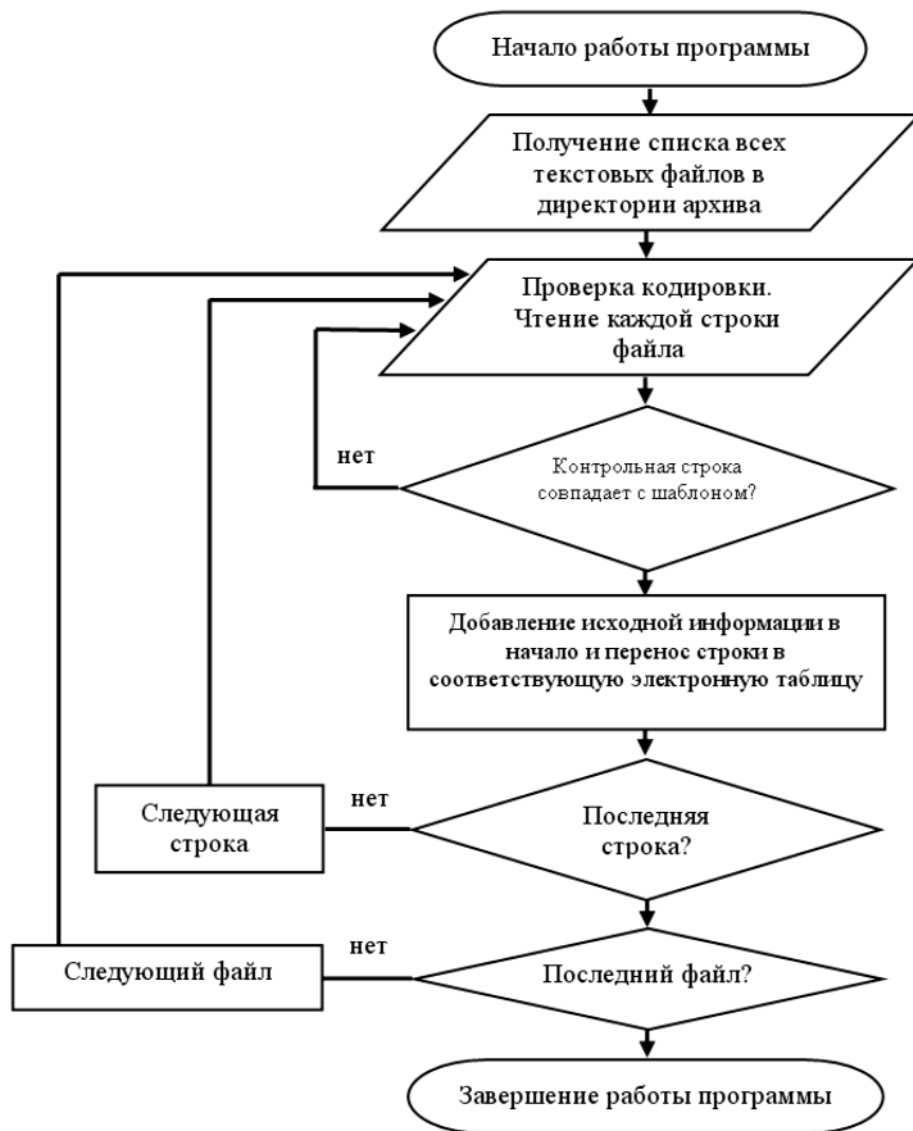 Начало работы программы
Получение списка всех
текстовых файлов в
директории архива
Проверка кодировки.
Чтение каждой строки
файла
нет
Контрольная строка
совпадает с шаблоном?
Добавление исходной информации в
начало и перенос строки в
соответствующую электронную таблицу
Следующая
строка
нет
Последняя
строка?
Следующий файл
нет
Последний файл?
Завершение работы программы